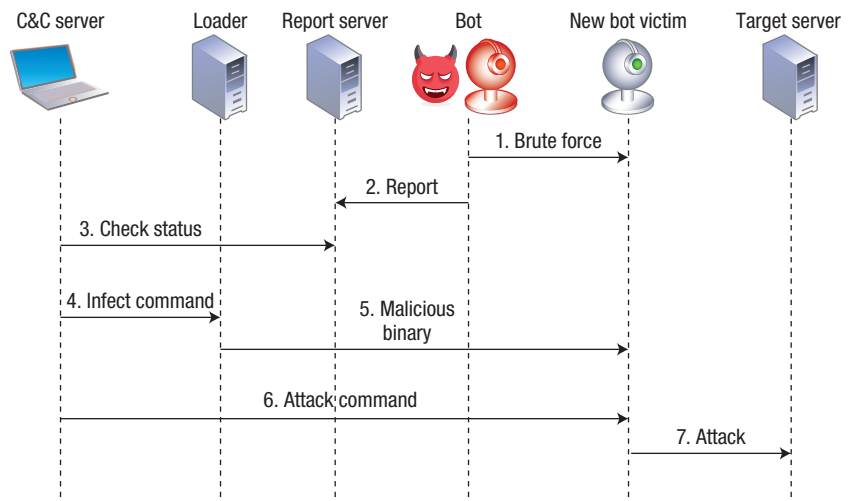 C&C server
Loader
Report server
Bot
New bot victim
Target server
1. Brute force
2. Report
3. Check status
4. Infect command
5. Malicious
binary
6. Attack command
7. Attack